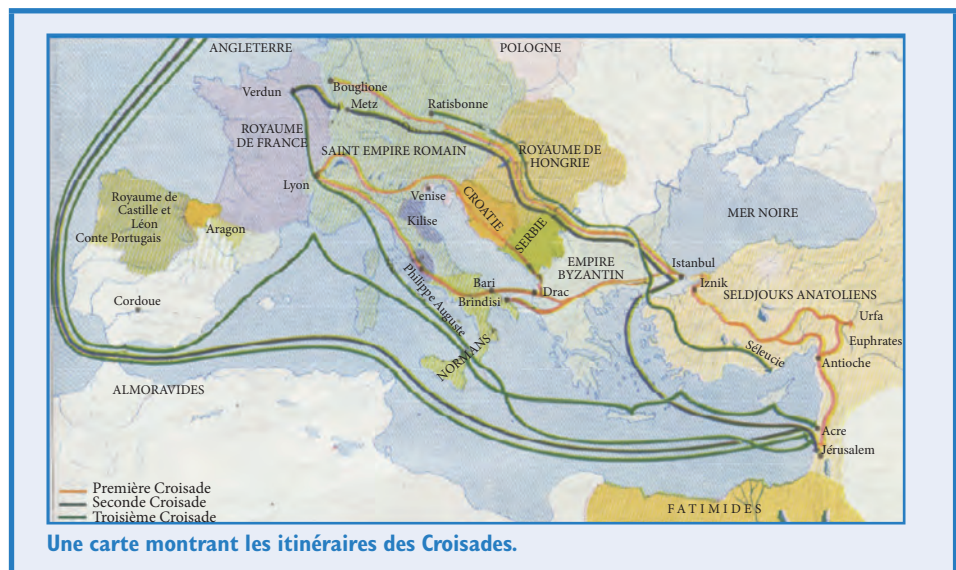 ANGLETERRE
POLOGNE
Verdun
Bouglione
Metz
Ratisbonne
ROYAUME
DE FRANCE
SAINT EMPIRE ROMAIN
ROYAUME DE
HONGRIE
Lyon
Venise
CROATIE
Kilise
SERBIE
MER NOIRE
Royaume de
Castille et
Léon
Conte Portugais
Aragon
EMPIRE
BYZANTIN
Istanbul
Iznik
SELDJOUKS ANATOLIENS
Philippe Auguste
Bari
Brindisi
Drac
Cordoue
Urfa
Euphrates
Séleucie
Antioche
NORMANS
ALMORAVIDES
Acre
Jérusalem
FATIMIDES
Première Croisade
Seconde Croisade
Troisième Croisade
Une carte montrant les itinéraires des Croisades.